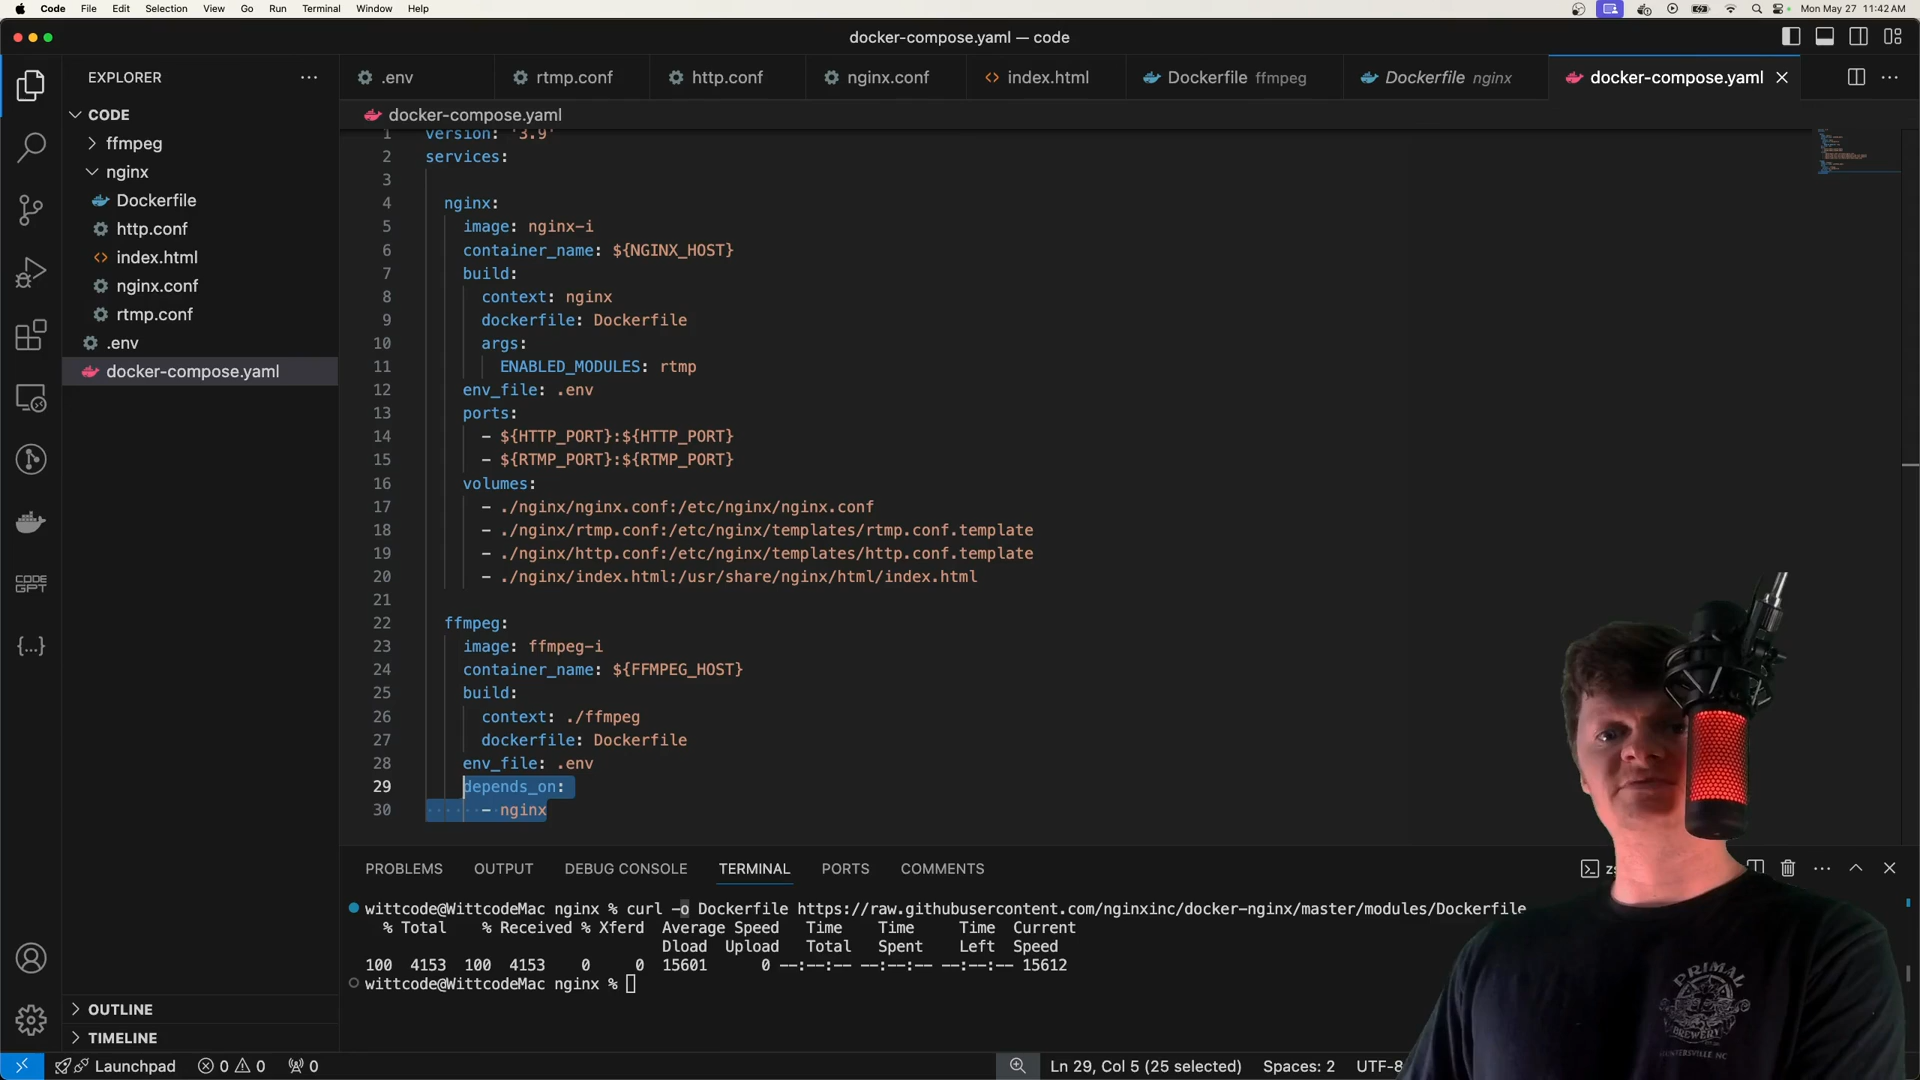 Code File Edit Selection View Go Run Terminal Window Help Mon May 27 11:42 AM
docker-compose.yaml — code
EXPLORER
CODE
ffmpeg
nginx
Dockerfile
http.conf
index.html
nginx.conf
rtmp.conf
.env
docker-compose.yaml
OUTLINE
TIMELINE
CODE
GPT
.env rtmp.conf http.conf nginx.conf index.html Dockerfile ffmpeg Dockerfile nginx docker-compose.yaml
docker-compose.yaml
1 version: '3.9'
2 services:
3
4 nginx:
5 image: nginx-i
6 container_name: ${NGINX_HOST}
7 build:
8 context: nginx
9 dockerfile: Dockerfile
10 args:
11 ENABLED_MODULES: rtmp
12 env_file: .env
13 ports:
14 - ${HTTP_PORT}:${HTTP_PORT}
15 - ${RTMP_PORT}:${RTMP_PORT}
16 volumes:
17 - ./nginx/nginx.conf:/etc/nginx/nginx.conf
18 - ./nginx/rtmp.conf:/etc/nginx/templates/rtmp.conf.template
19 - ./nginx/http.conf:/etc/nginx/templates/http.conf.template
20 - ./nginx/index.html:/usr/share/nginx/html/index.html
21
22 ffmpeg:
23 image: ffmpeg-i
24 container_name: ${FFMPEG_HOST}
25 build:
26 context: ./ffmpeg
27 dockerfile: Dockerfile
28 env_file: .env
29 depends_on:
30 - nginx
PROBLEMS OUTPUT DEBUG CONSOLE TERMINAL PORTS COMMENTS
wittcode@WittcodeMac nginx % curl -o Dockerfile https://raw.githubusercontent.com/nginxinc/docker-nginx/master/modules/Dockerfile
% Total % Received % Xferd Average Speed Time Time Time Current
Dload Upload Total Spent Left Speed
100 4153 100 4153 0 0 15601 0 --:--:-- --:--:-- --:--:-- 15612
wittcode@WittcodeMac nginx %
PRIMAL
BREWERY
HUNTERSVILLE NC
Launchpad 0 0 0 Ln 29, Col 5 (25 selected) Spaces: 2 UTF-8